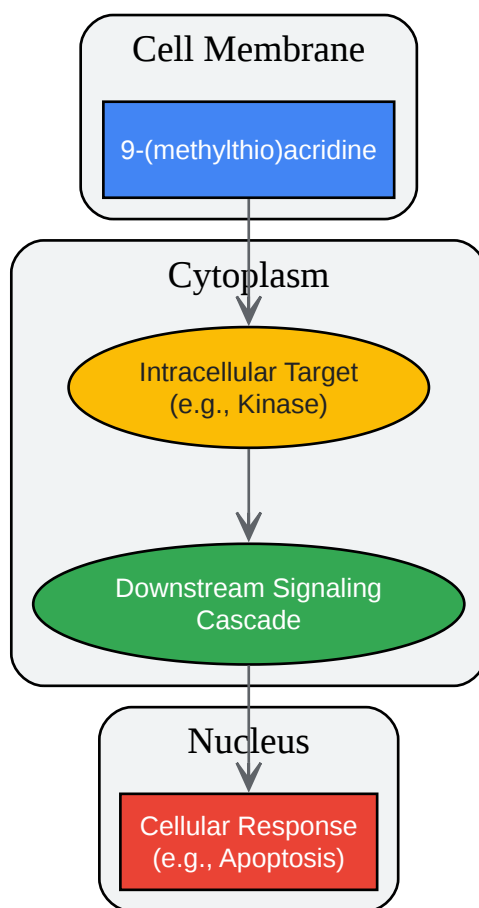 Cell Membrane
9-(methylthio)acridine
Cytoplasm
Intracellular Target
(e.g., Kinase)
Downstream Signaling
Cascade
Nucleus
Cellular Response
(e.g., Apoptosis)